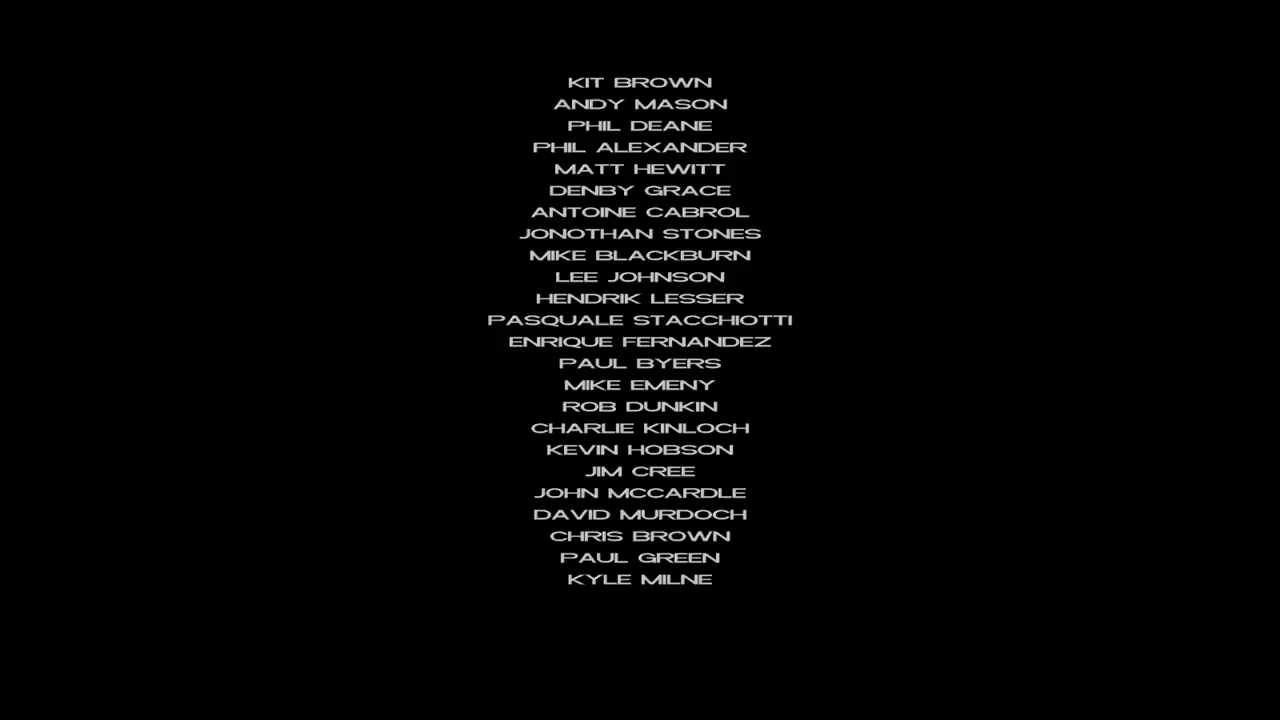 KIT BROWN
ANDY MASON
PHIL DEANE
PHIL ALEXANDER
MATT HEWITT
DENBY GRACE
ANTOINE CABROL
JONOTHAN STONES
MIKE BLACKBURN
LEE JOHNSON
HENDRIK LESSER
PASQUALE STACCHIOTTI
ENRIQUE FERNANDEZ
PAUL BYERS
MIKE EMENY
ROB DUNKIN
CHARLIE KINLOCH
KEVIN HOBSON
JIM CREE
JOHN MCCARDLE
DAVID MURDOCH
CHRIS BROWN
PAUL GREEN
KYLE MILNE